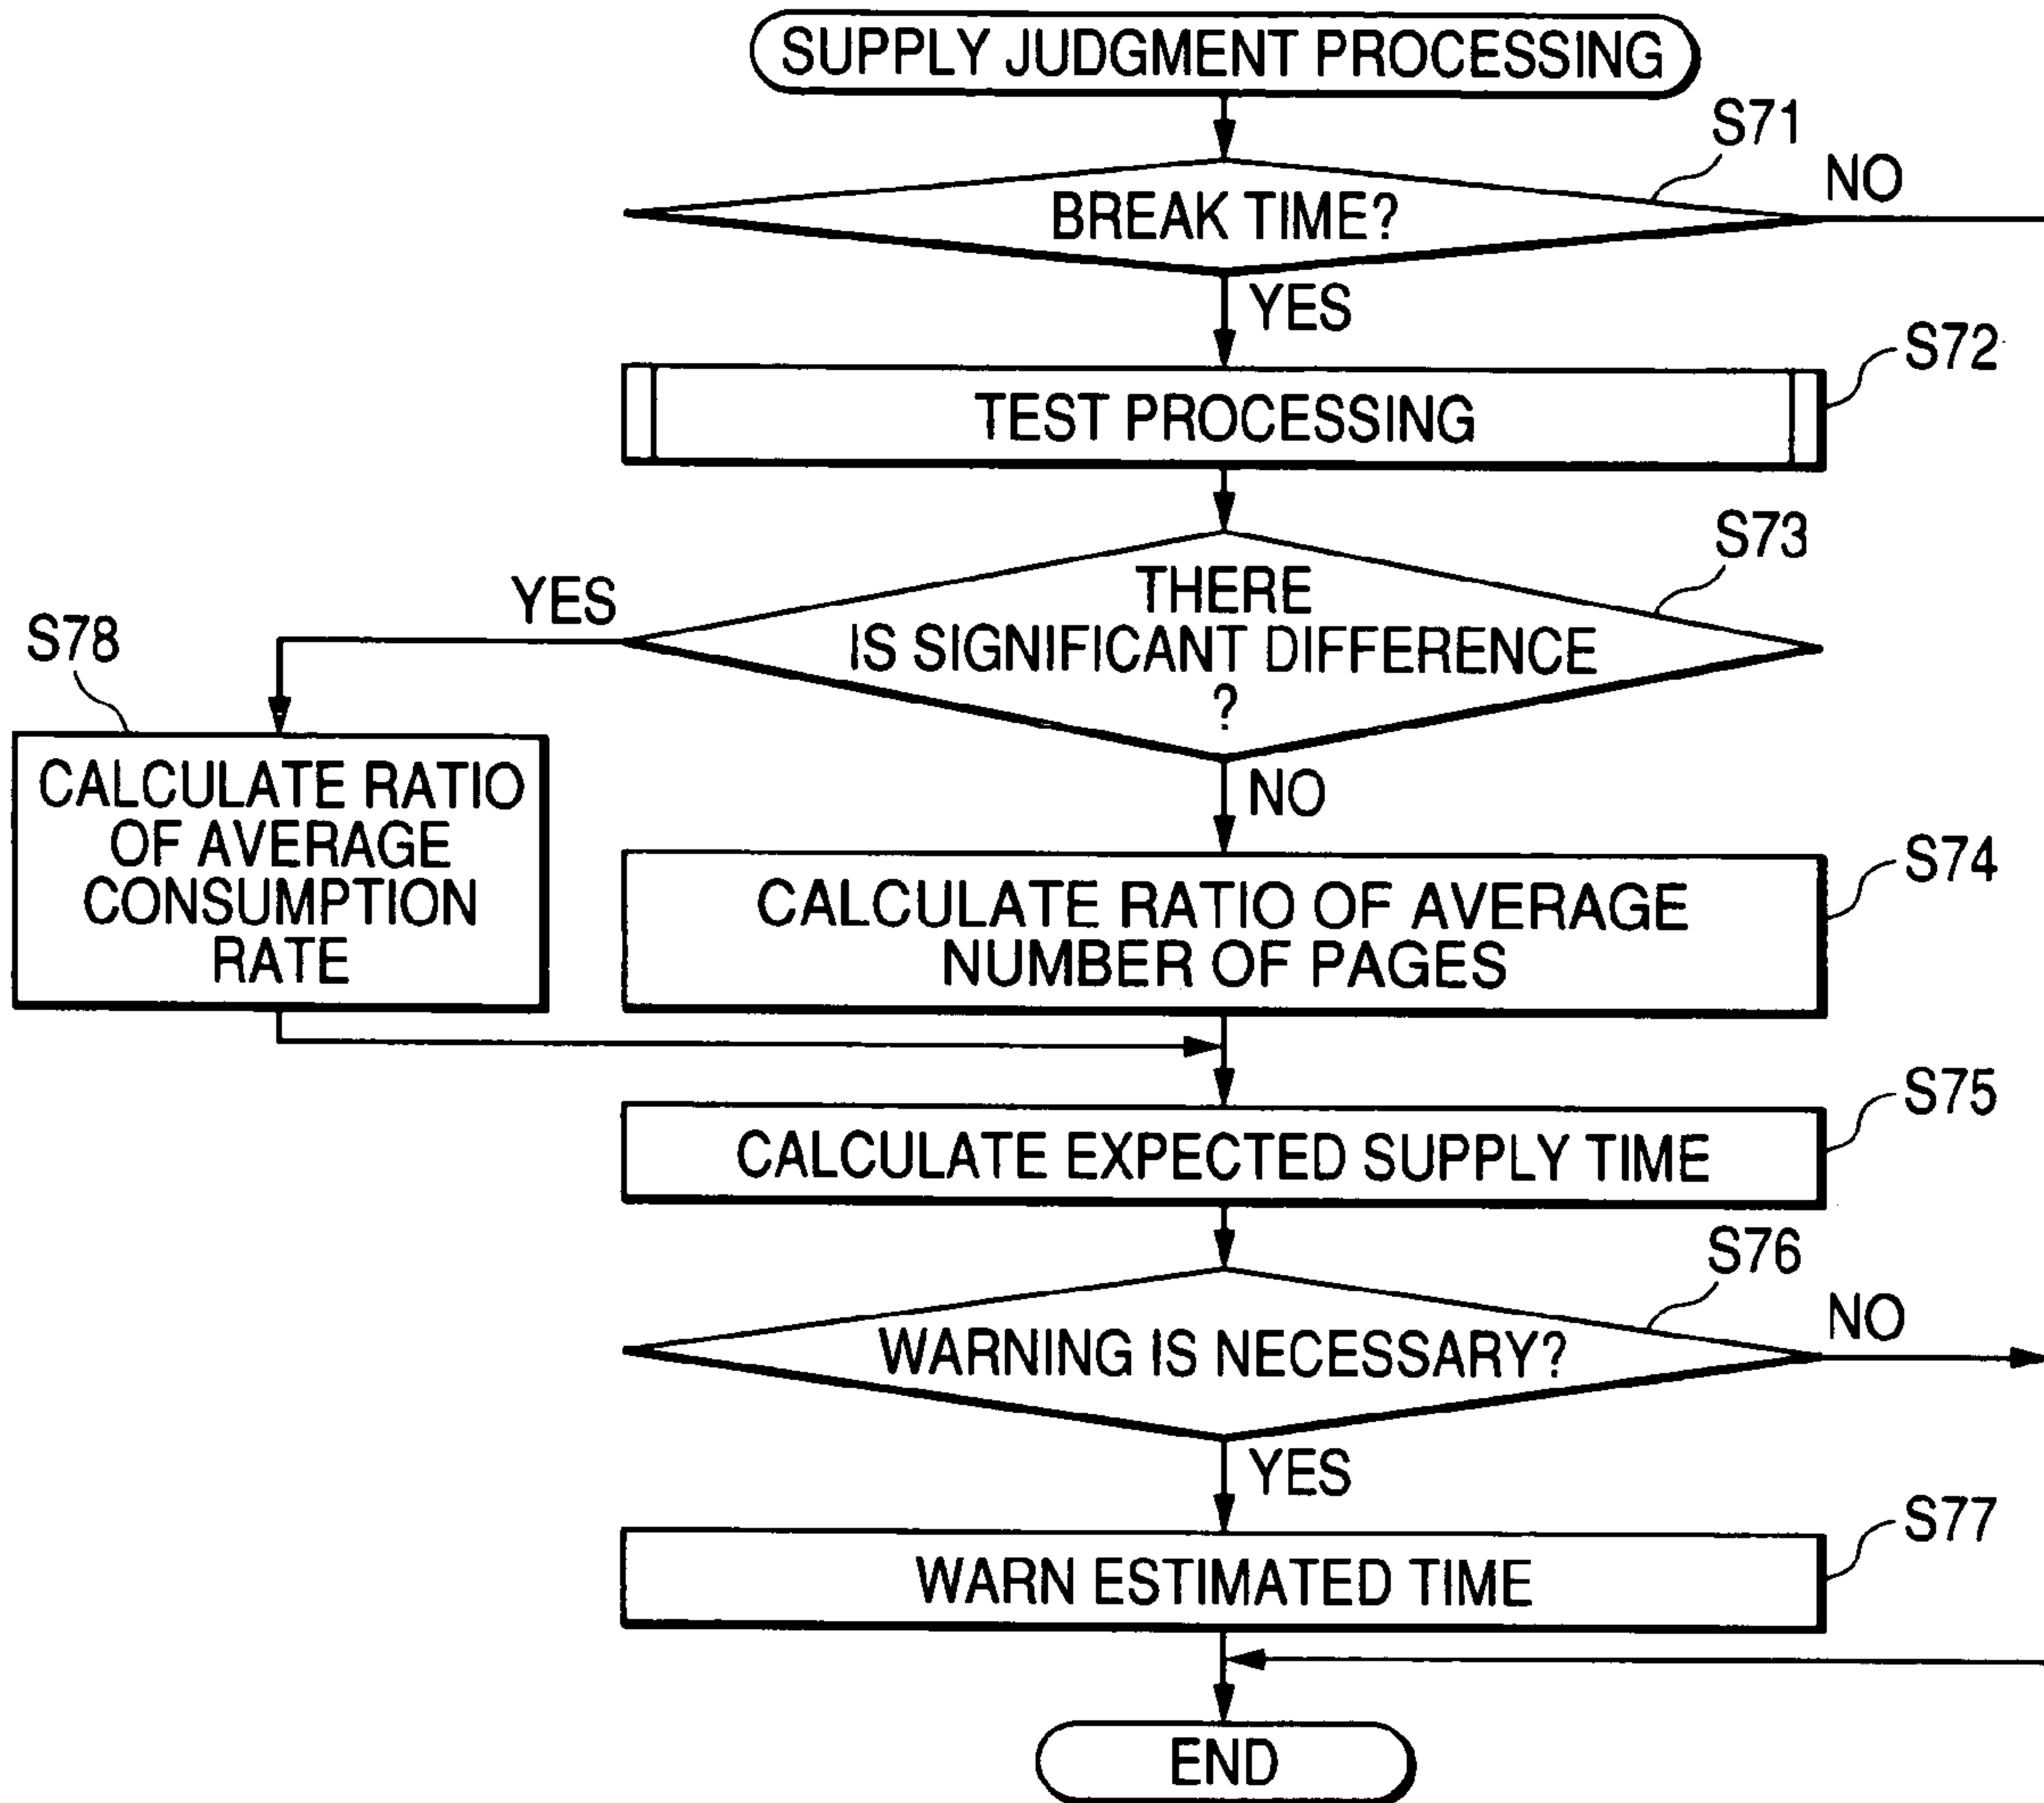 SUPPLY JUDGMENT PROCESSING
S71
BREAK TIME?
NO
YES
S72
TEST PROCESSING
S73
THERE
IS SIGNIFICANT DIFFERENCE
?
YES
S78
NO
CALCULATE RATIO
OF AVERAGE
CONSUMPTION
RATE
S74
CALCULATE RATIO OF AVERAGE
NUMBER OF PAGES
S75
CALCULATE EXPECTED SUPPLY TIME
S76
WARNING IS NECESSARY?
NO
YES
S77
WARN ESTIMATED TIME
END